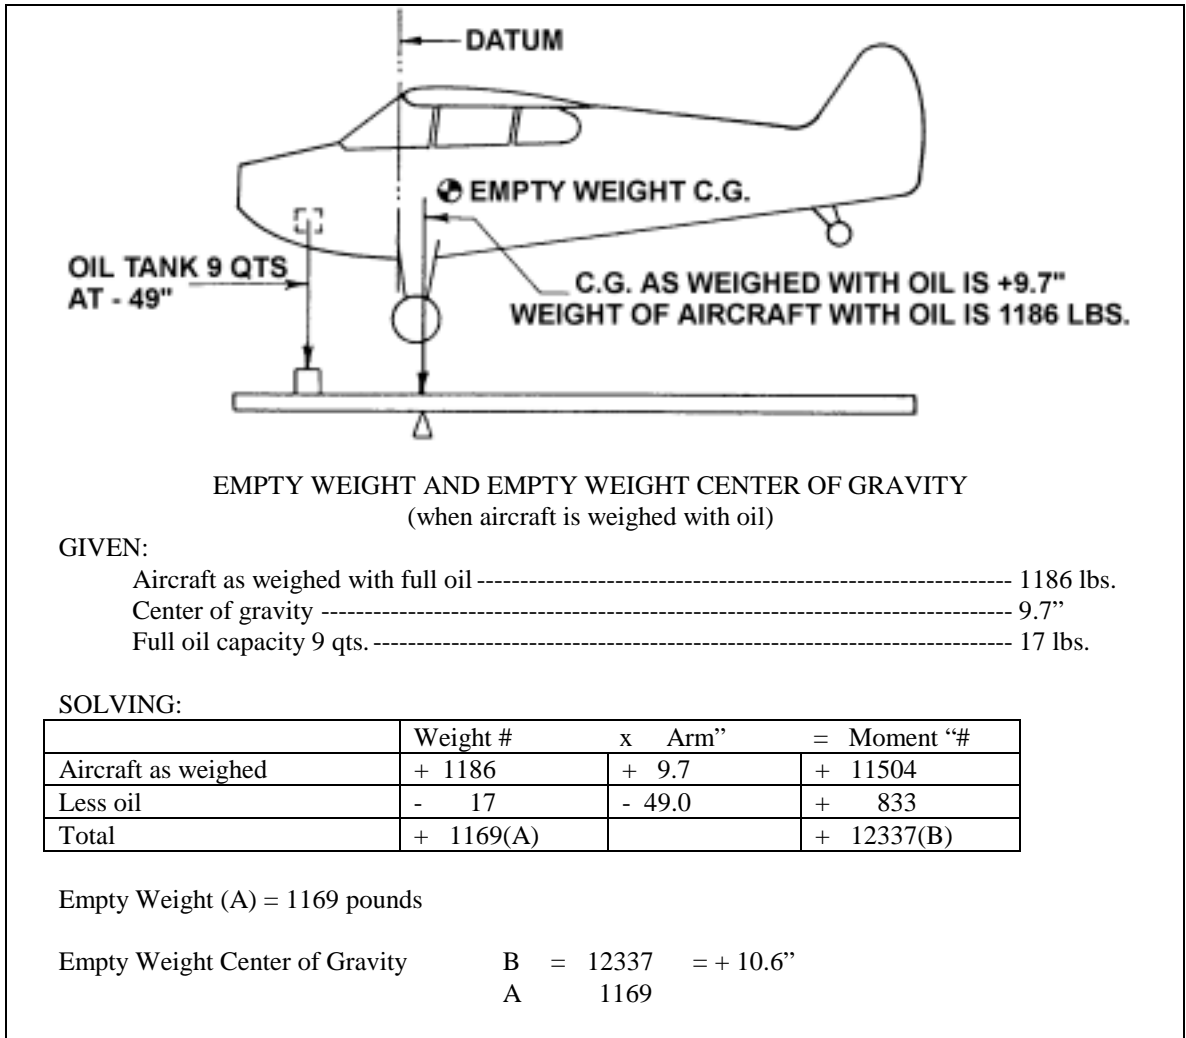 DATUM
EMPTY WEIGHT C.G.
OIL TANK 9 QTS
AT - 49"
C.G. AS WEIGHED WITH OIL IS +9.7"
WEIGHT OF AIRCRAFT WITH OIL IS 1186 LBS.
EMPTY WEIGHT AND EMPTY WEIGHT CENTER OF GRAVITY
(when aircraft is weighed with oil)
GIVEN:
Aircraft as weighed with full oil -------------------------------------------------------------- 1186 lbs.
Center of gravity -------------------------------------------------------------------------------- 9.7”
Full oil capacity 9 qts. -------------------------------------------------------------------------- 17 lbs.
SOLVING:
Weight # x Arm” = Moment “#
Aircraft as weighed + 1186 + 9.7 + 11504
Less oil - 17 - 49.0 + 833
Total + 1169(A) + 12337(B)
Empty Weight (A) = 1169 pounds
Empty Weight Center of Gravity B = 12337 = + 10.6”
A 1169